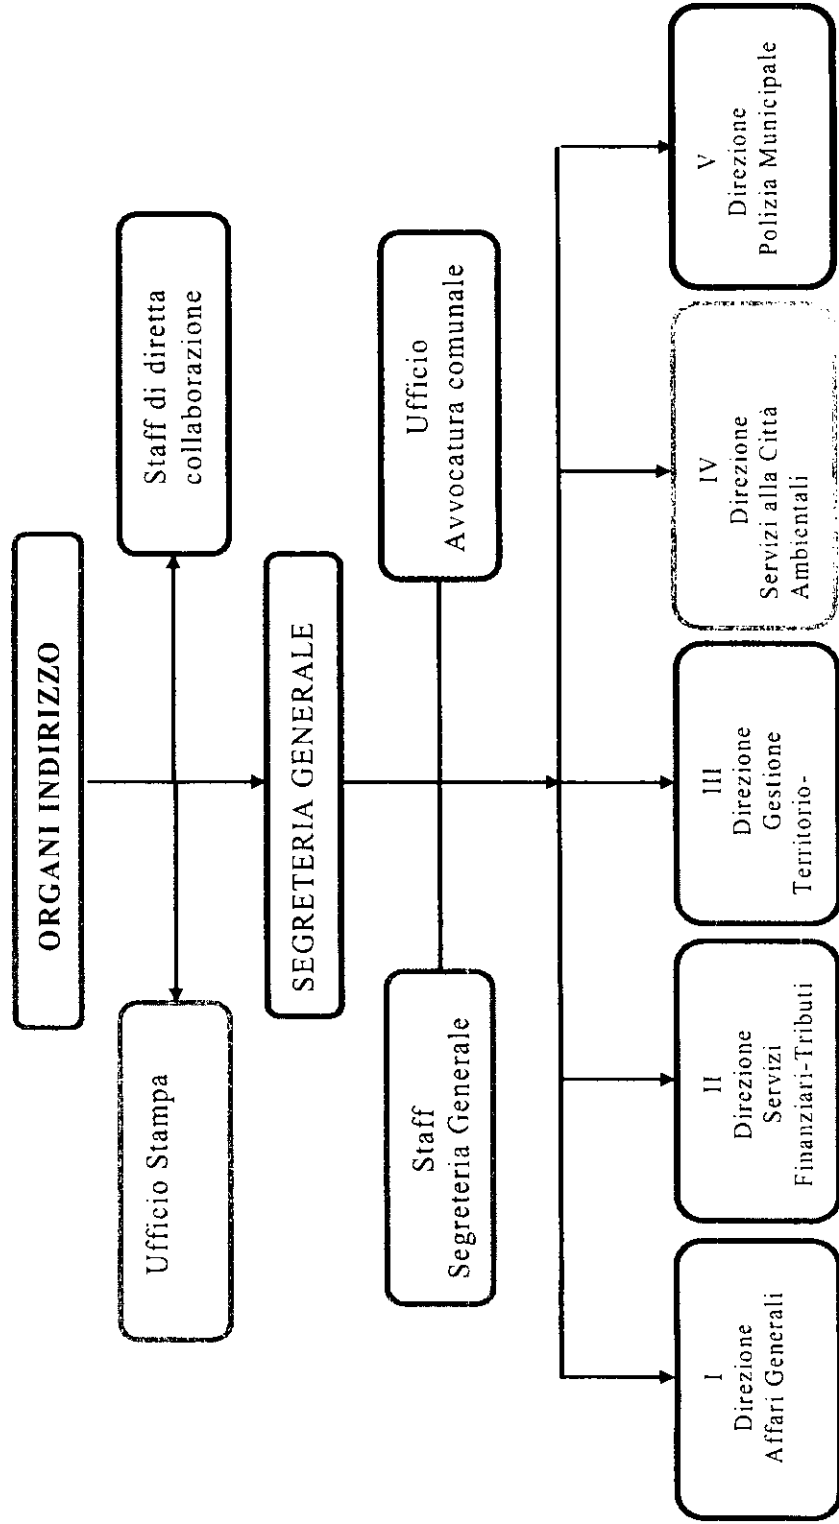 ORGANI INDIRIZZO
Ufficio Stampa
Staff di diretta
collaborazione
SEGRETERIA GENERALE
Staff
Segreteria Generale
Ufficio
Avvocatura comunale
I
Direzione
Affari Generali
II
Direzione
Servizi
Finanziari-Tributi
III
Direzione
Gestione
Territorio-
IV
Direzione
Servizi alla Città
Ambientali
V
Direzione
Polizia Municipale